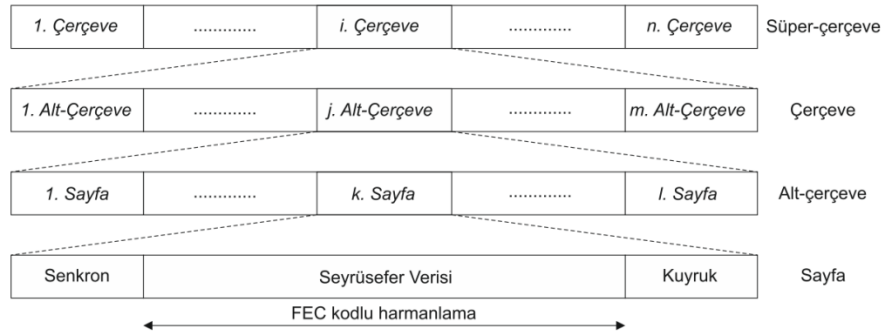 1. Çerçeve ............. i. Çerçeve ............. n. Çerçeve Süper-çerçeve
1. Alt-Çerçeve ............. j. Alt-Çerçeve ............. m. Alt-Çerçeve Çerçeve
1. Sayfa ............. k. Sayfa ............. l. Sayfa Alt-çerçeve
Senkron Seyrüsefer Verisi Kuyruk Sayfa
FEC kodlu harmanlama